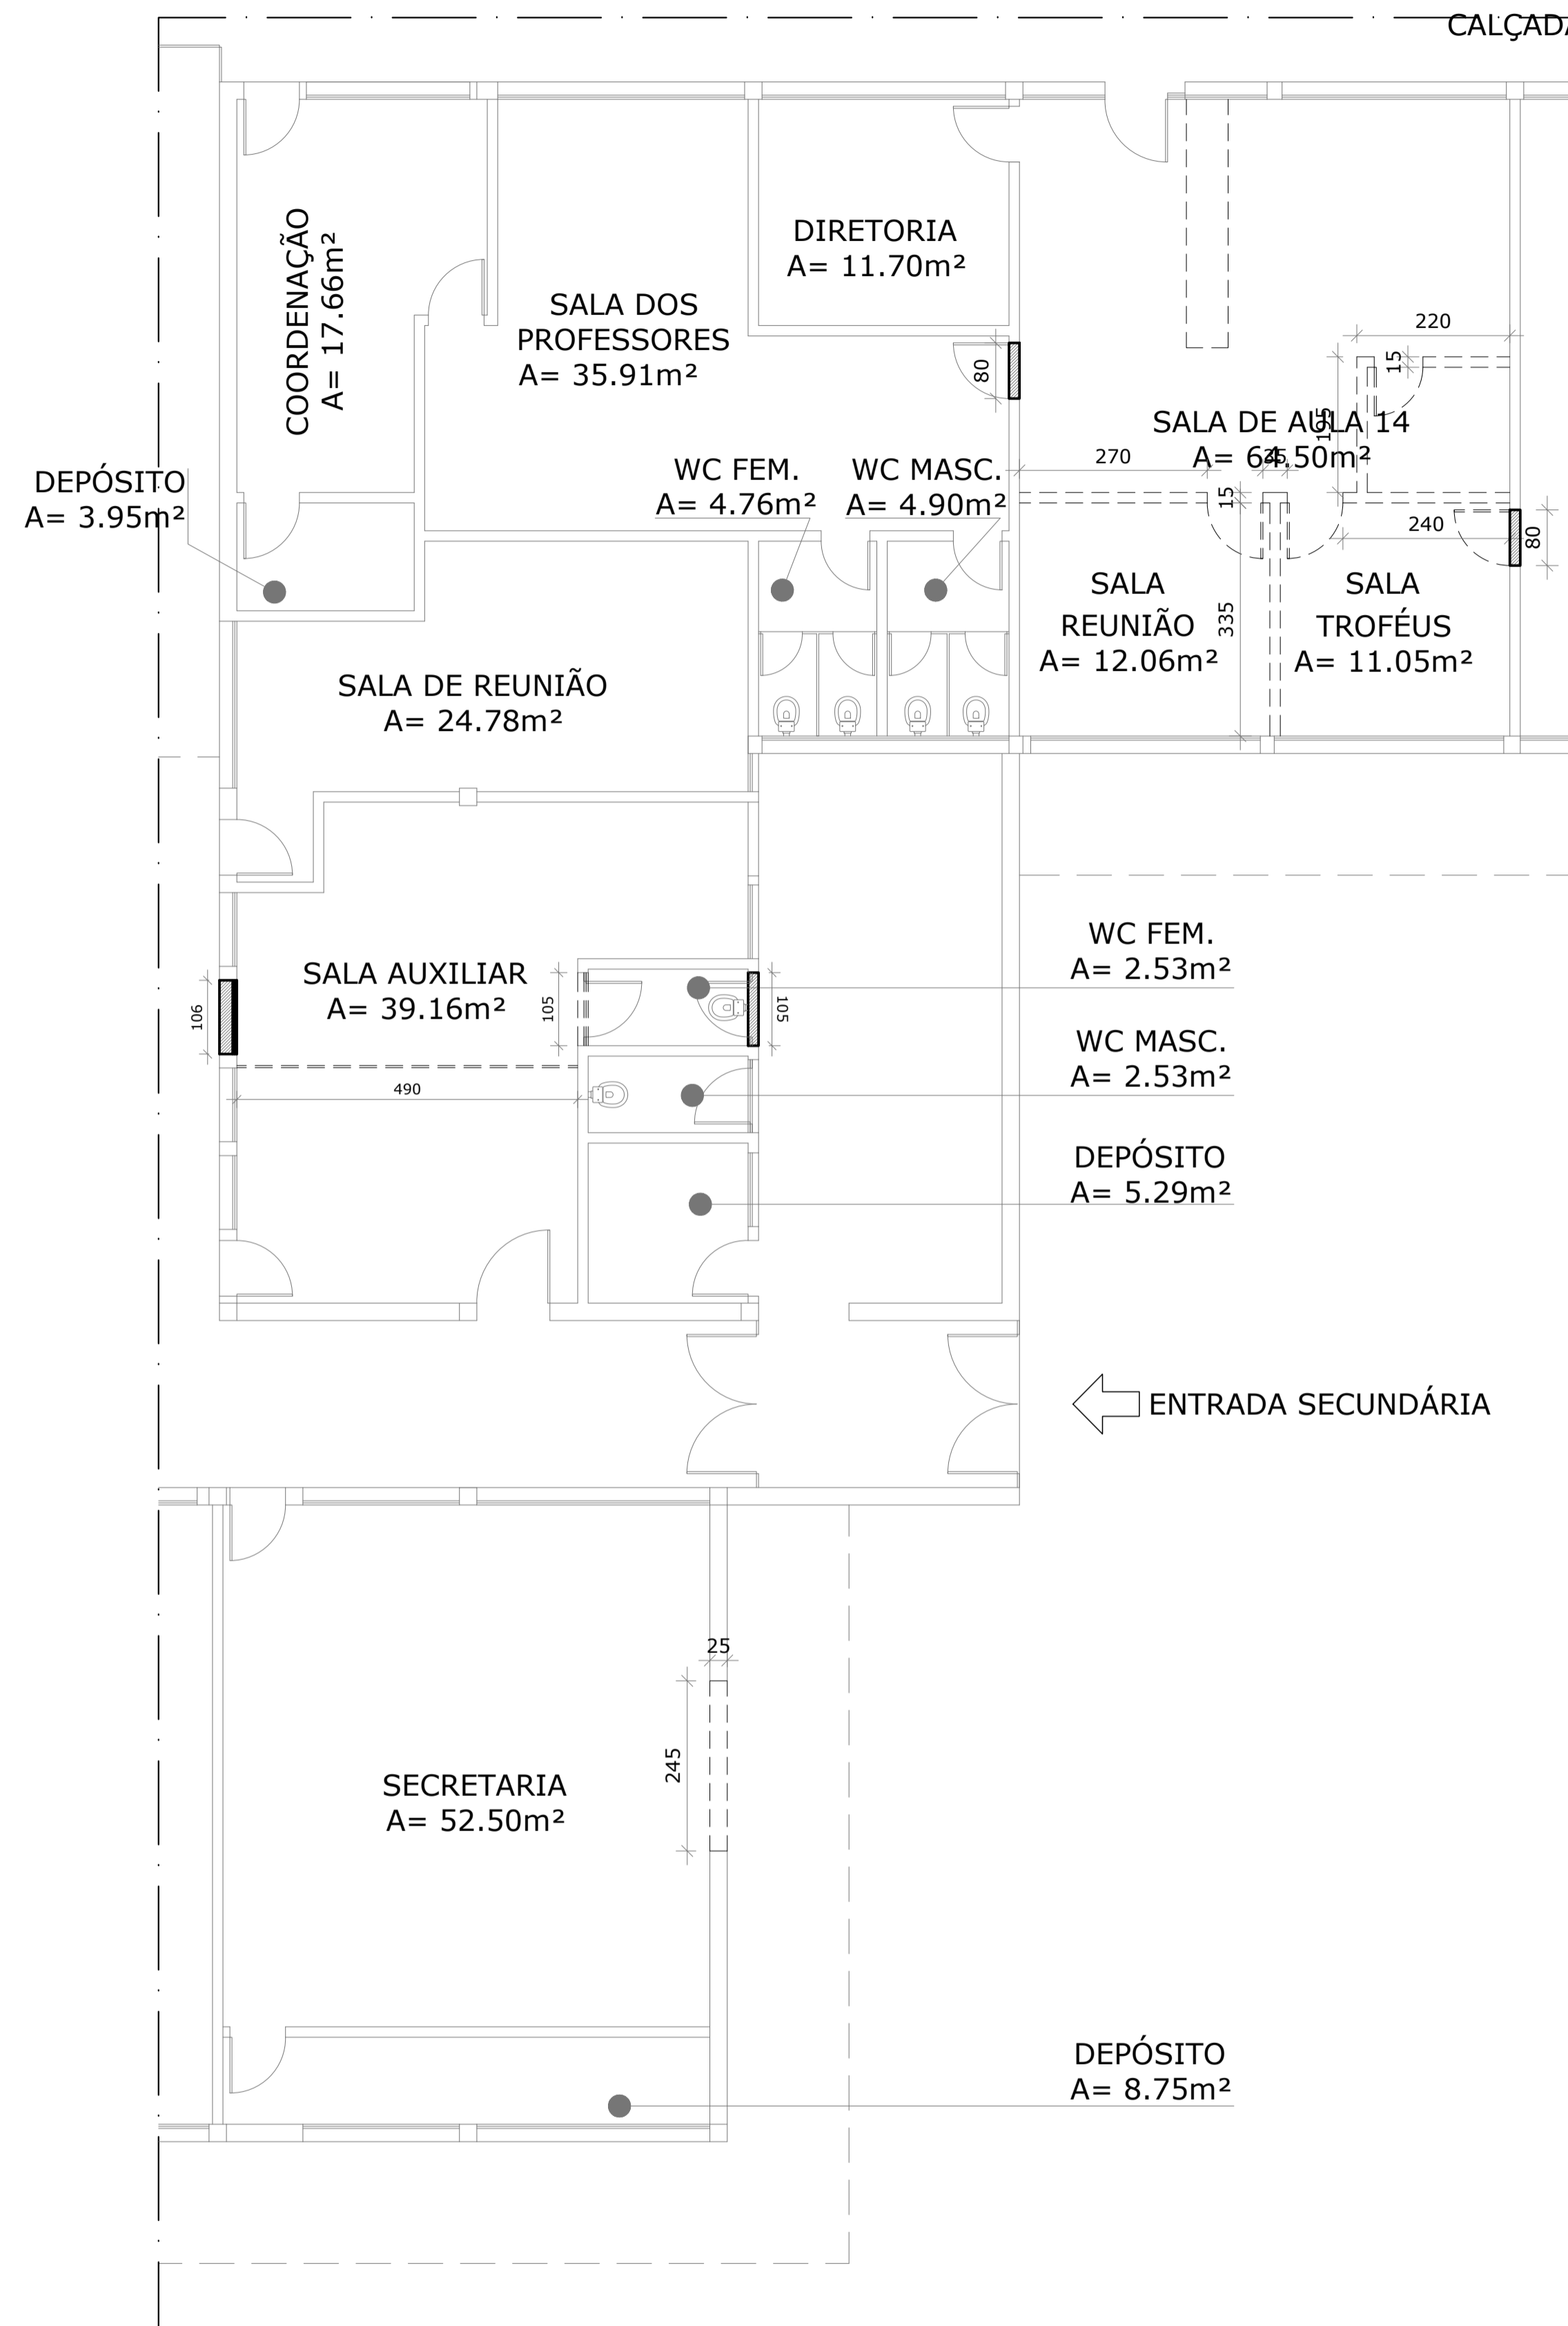 CALÇADA
COORDENAÇÃO
A= 17.66m²
SALA DOS
PROFESSORES
A= 35.91m²
DIRETORIA
A= 11.70m²
80
220
15
195
SALA DE AULA 14
A= 64.50m²
270
15
240
80
DEPÓSITO
A= 3.95m²
WC FEM.
A= 4.76m²
WC MASC.
A= 4.90m²
SALA
REUNIÃO
A= 12.06m²
335
SALA
TROFÉUS
A= 11.05m²
SALA DE REUNIÃO
A= 24.78m²
SALA AUXILIAR
A= 39.16m²
106
105
105
490
WC FEM.
A= 2.53m²
WC MASC.
A= 2.53m²
DEPÓSITO
A= 5.29m²
ENTRADA SECUNDÁRIA
25
245
SECRETARIA
A= 52.50m²
DEPÓSITO
A= 8.75m²